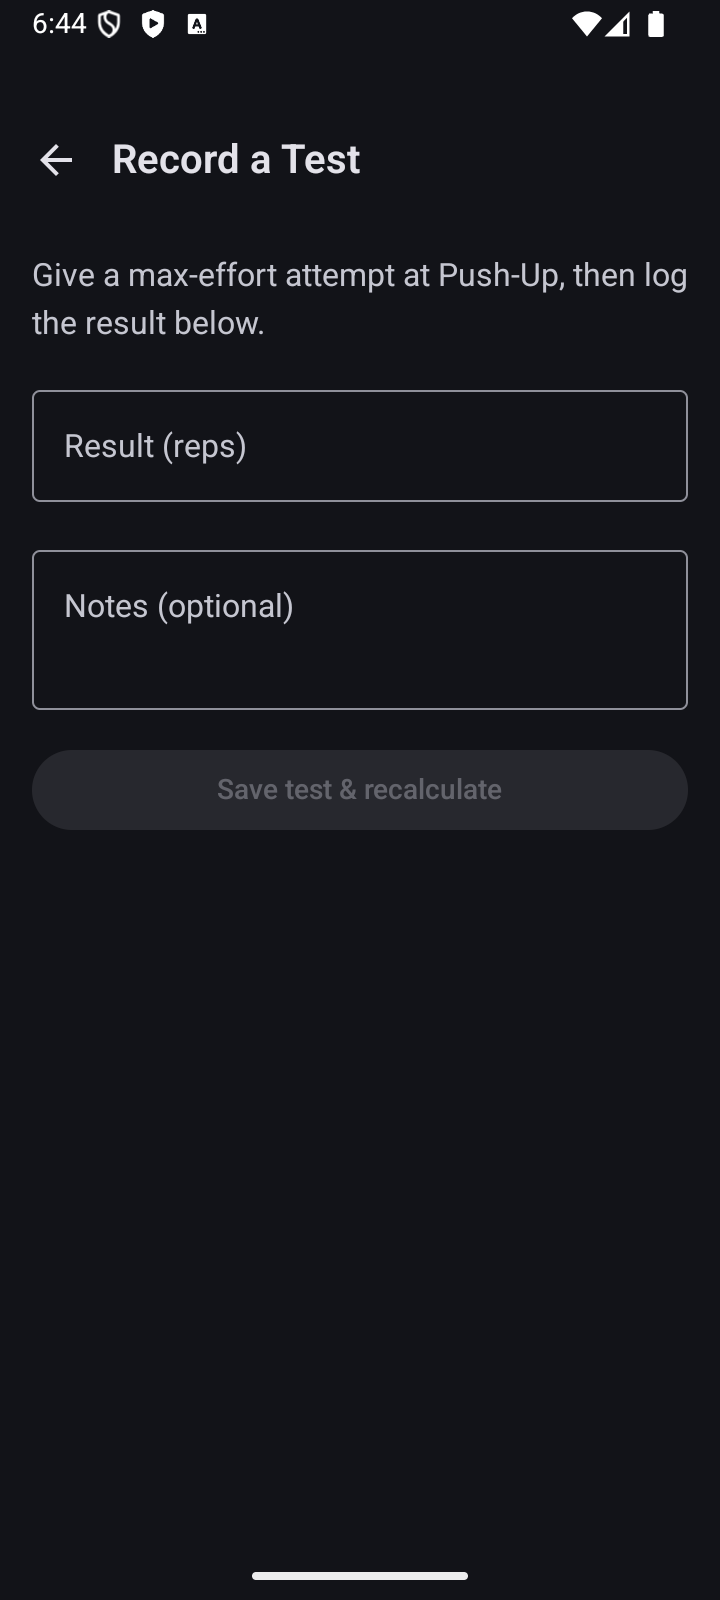 6:44
Record a Test
Give a max-effort attempt at Push-Up, then log
the result below.
Result (reps)
Notes (optional)
Save test & recalculate